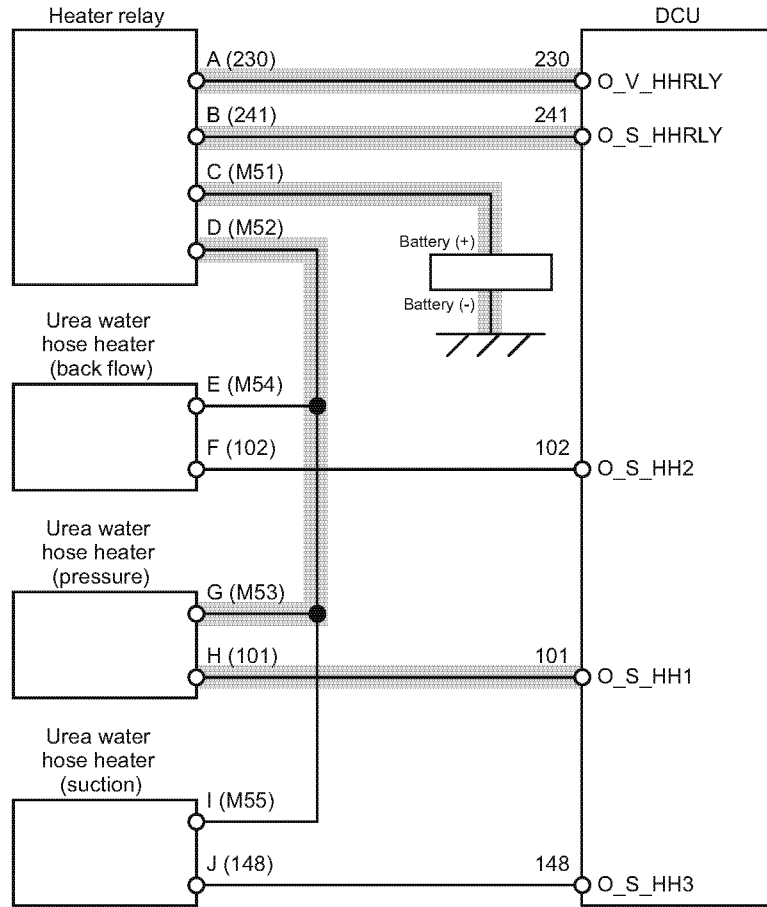 Heater relay
DCU
A (230)
230
O_V_HHRLY
B (241)
241
O_S_HHRLY
C (M51)
D (M52)
Battery (+)
Battery (-)
Urea water
hose heater
(back flow)
E (M54)
F (102)
102
O_S_HH2
Urea water
hose heater
(pressure)
G (M53)
H (101)
101
O_S_HH1
Urea water
hose heater
(suction)
I (M55)
J (148)
148
O_S_HH3